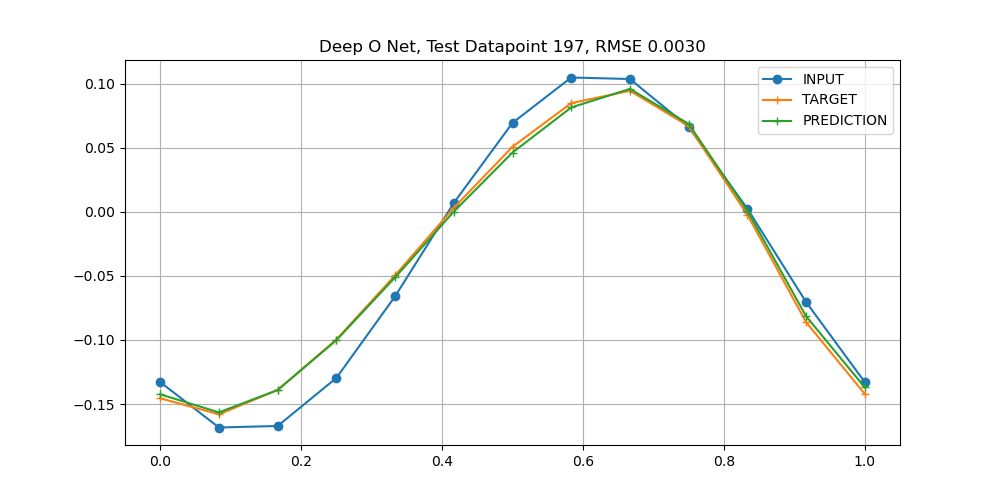 Deep O Net, Test Datapoint 197, RMSE 0.0030
INPUT
TARGET
PREDICTION
0.10
0.05
0.00
−0.05
−0.10
−0.15
0.0 0.2 0.4 0.6 0.8 1.0